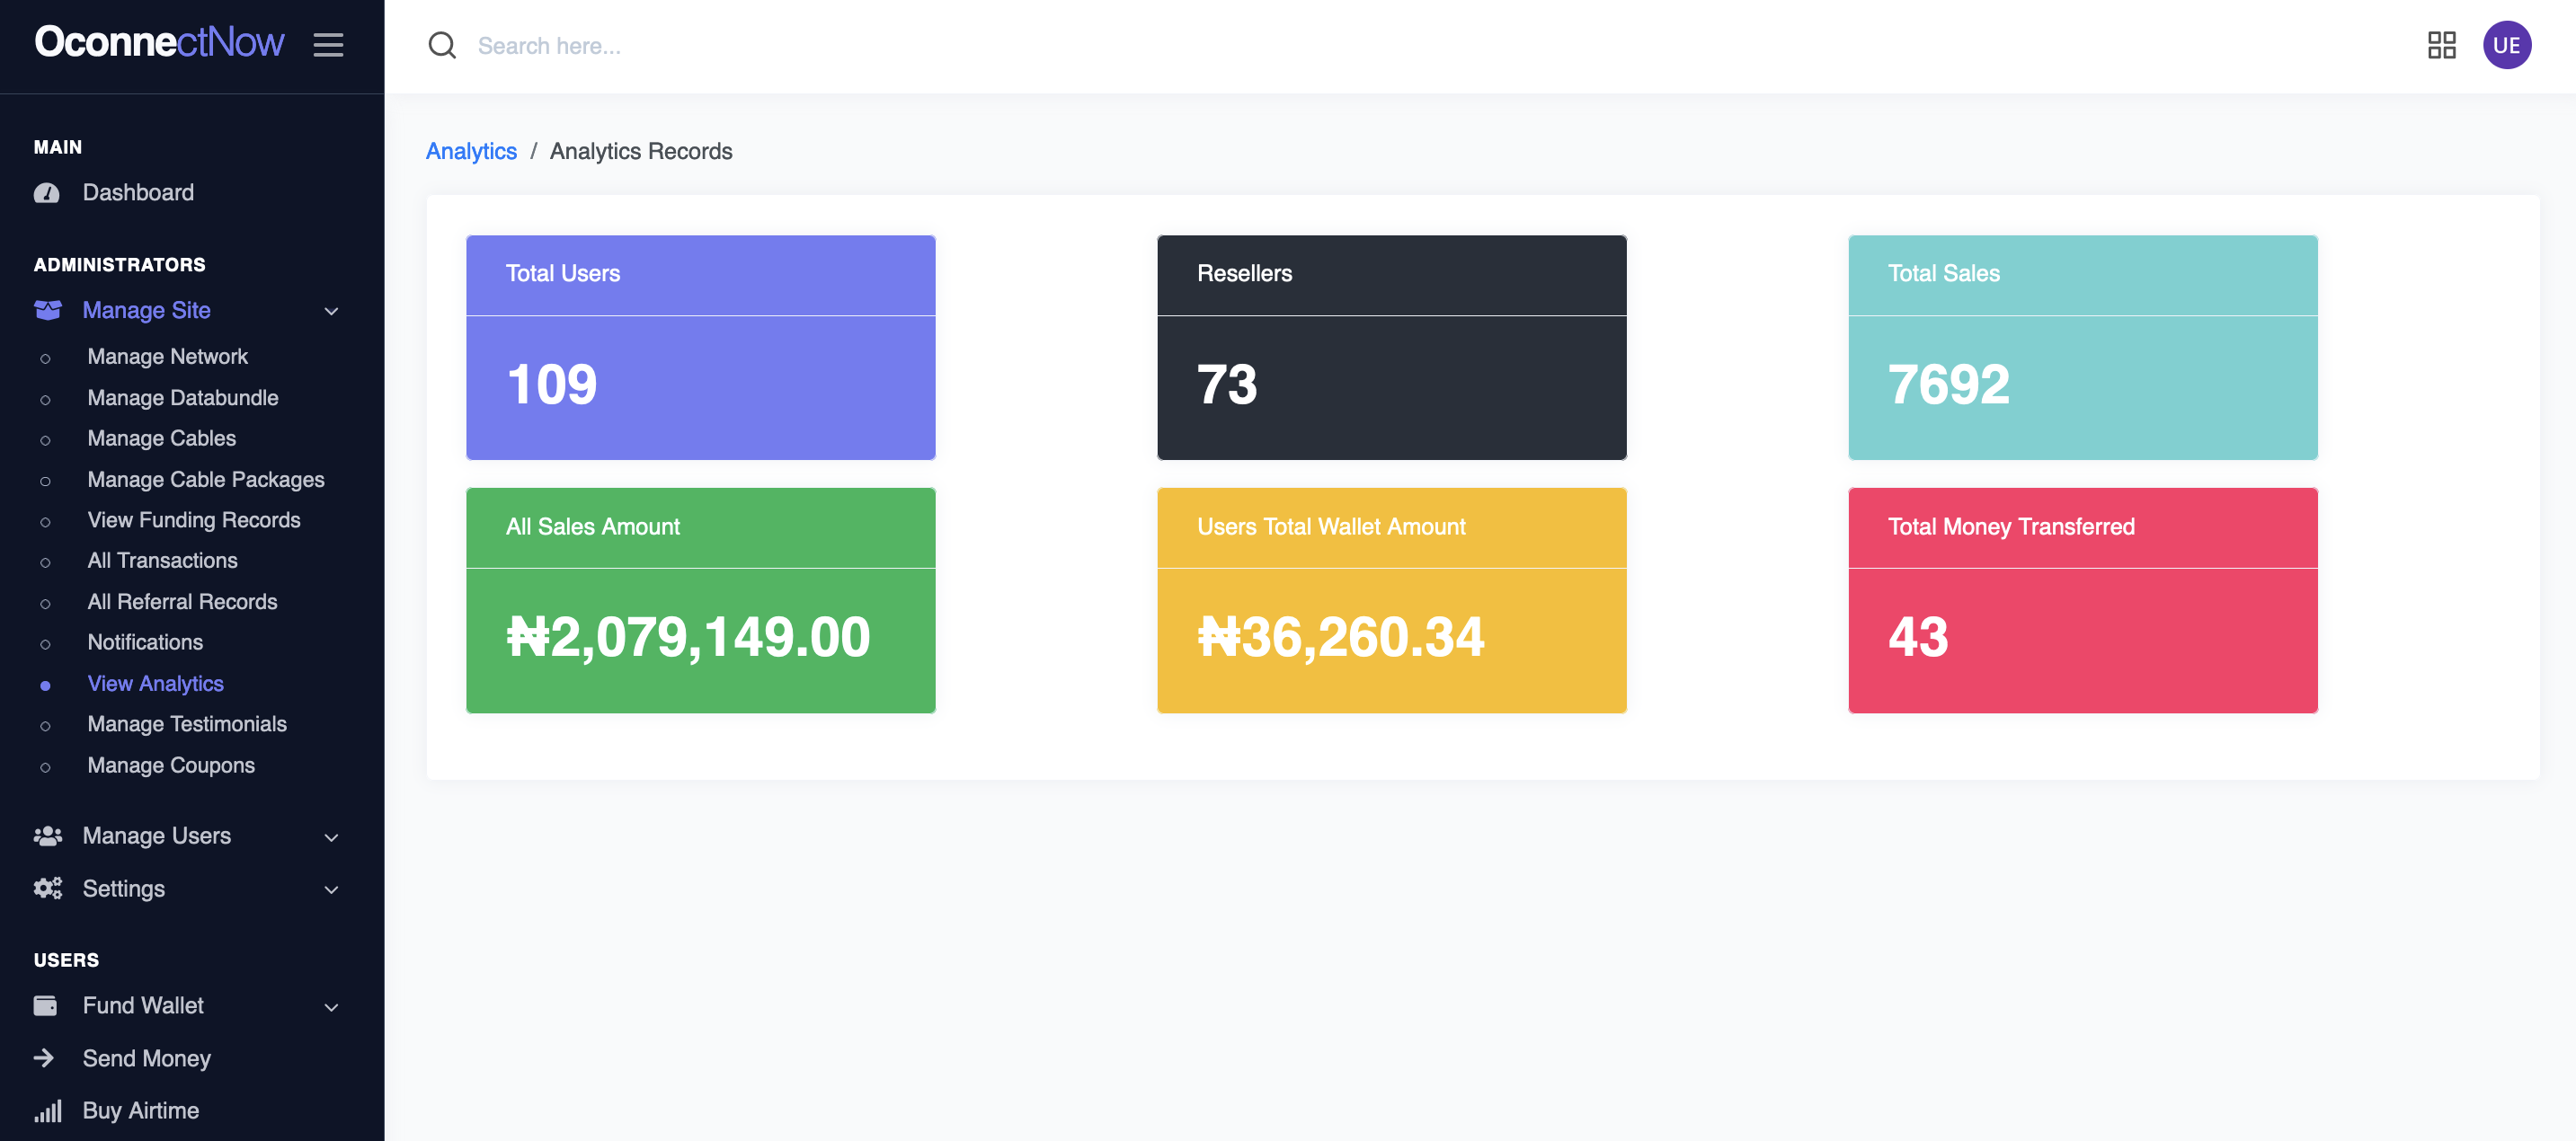 OconnectNow
Search here...
UE
MAIN
Dashboard
ADMINISTRATORS
Manage Site
Manage Network
Manage Databundle
Manage Cables
Manage Cable Packages
View Funding Records
All Transactions
All Referral Records
Notifications
View Analytics
Manage Testimonials
Manage Coupons
Manage Users
Settings
USERS
Fund Wallet
Send Money
Buy Airtime
Analytics / Analytics Records
Total Users
109
Resellers
73
Total Sales
7692
All Sales Amount
₦2,079,149.00
Users Total Wallet Amount
₦36,260.34
Total Money Transferred
43